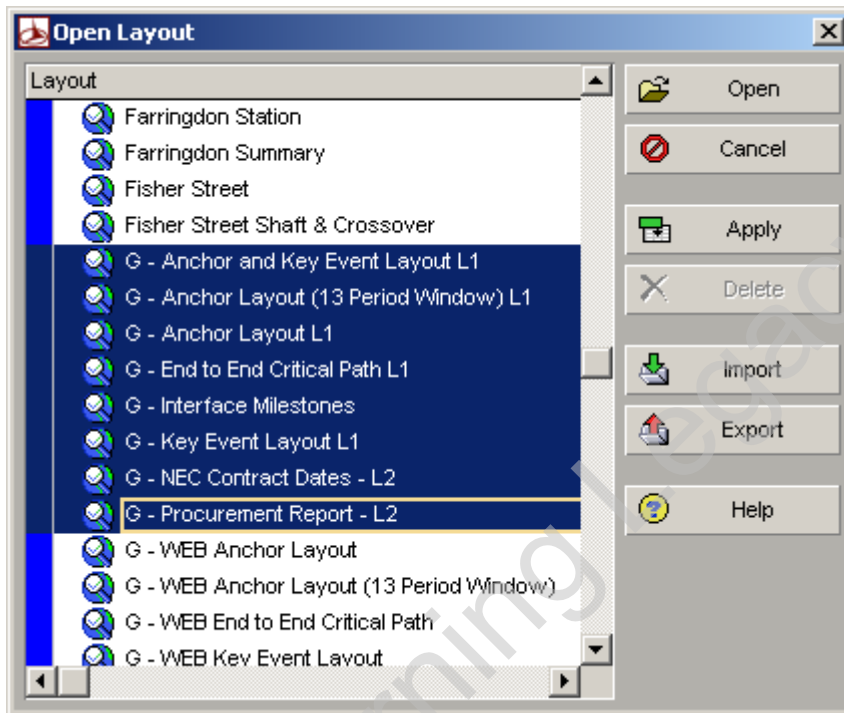 Open Layout
Layout
Farringdon Station
Farringdon Summary
Fisher Street
Fisher Street Shaft & Crossover
G - Anchor and Key Event Layout L1
G - Anchor Layout (13 Period Window) L1
G - Anchor Layout L1
G - End to End Critical Path L1
G - Interface Milestones
G - Key Event Layout L1
G - NEC Contract Dates - L2
G - Procurement Report - L2
G - WEB Anchor Layout
G - WEB Anchor Layout (13 Period Window)
G - WEB End to End Critical Path
G - WEB Key Event Layout
Open
Cancel
Apply
Delete
Import
Export
Help
rning Legac